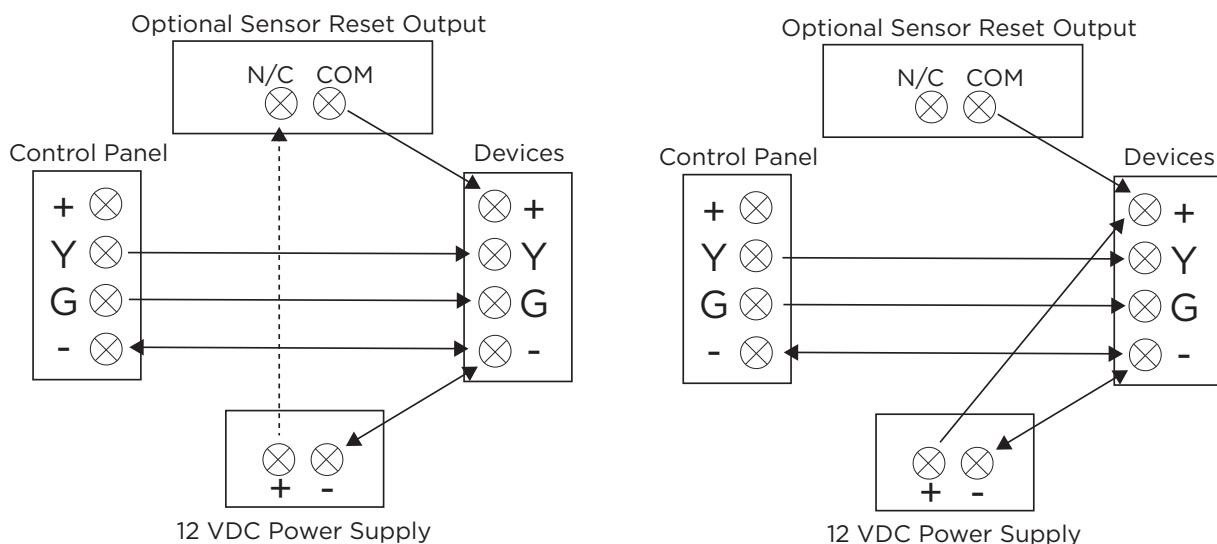 Optional Sensor Reset Output
N/C COM
Control Panel
Devices
+
Y
G
-
+
Y
G
-
+ -
12 VDC Power Supply
Optional Sensor Reset Output
N/C COM
Control Panel
Devices
+
Y
G
-
+
Y
G
-
+ -
12 VDC Power Supply